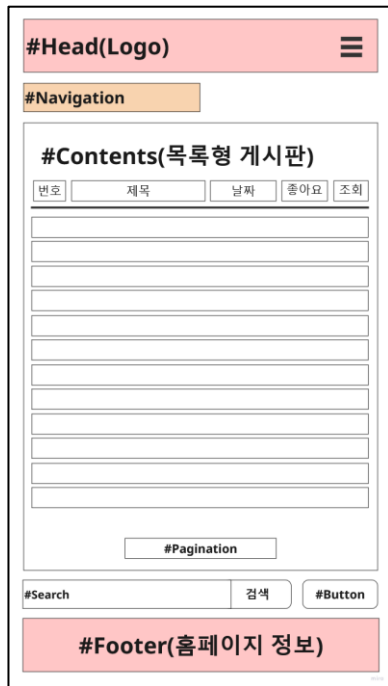 #Head(Logo)
#Navigation
#Contents(목록형 게시판)
번호 제목 날짜 좋아요 조회
#Pagination
#Search 검색 #Button
#Footer(홈페이지 정보)